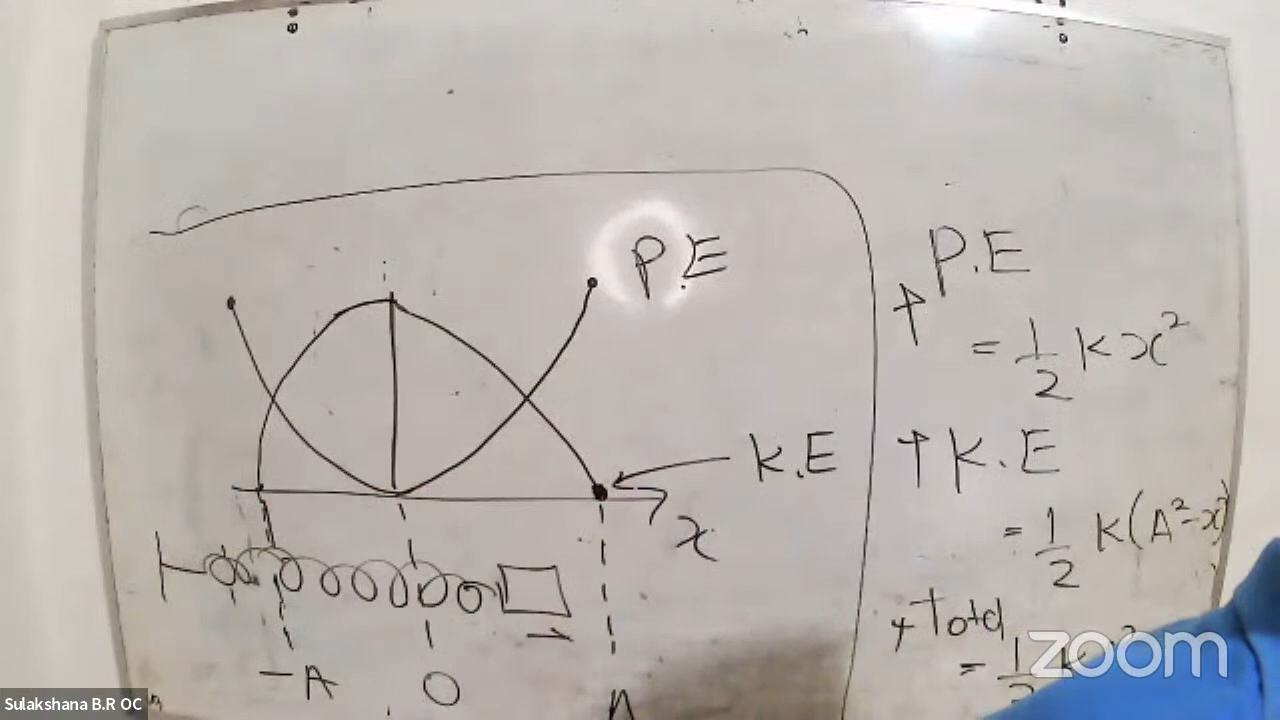 P.E
K.E
x
-A
O
P.E
= 1/2 Kx²
K.E
= 1/2 K(A²-x²)
Total
zoom
Sulakshana B.R OC